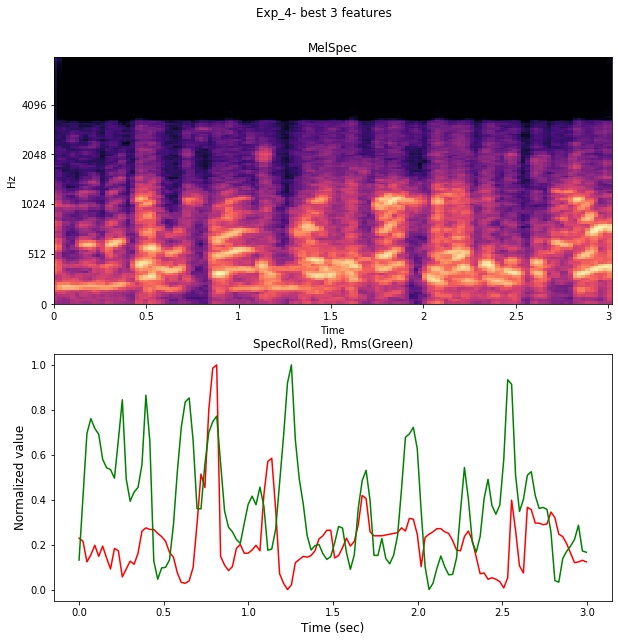 Exp_4- best 3 features
MelSpec
4096
2048
1024
512
0
Hz
0 0.5 1 1.5 2 2.5 3
Time
SpecRol(Red), Rms(Green)
1.0
0.8
0.6
0.4
0.2
0.0
Normalized value
0.0 0.5 1.0 1.5 2.0 2.5 3.0
Time (sec)